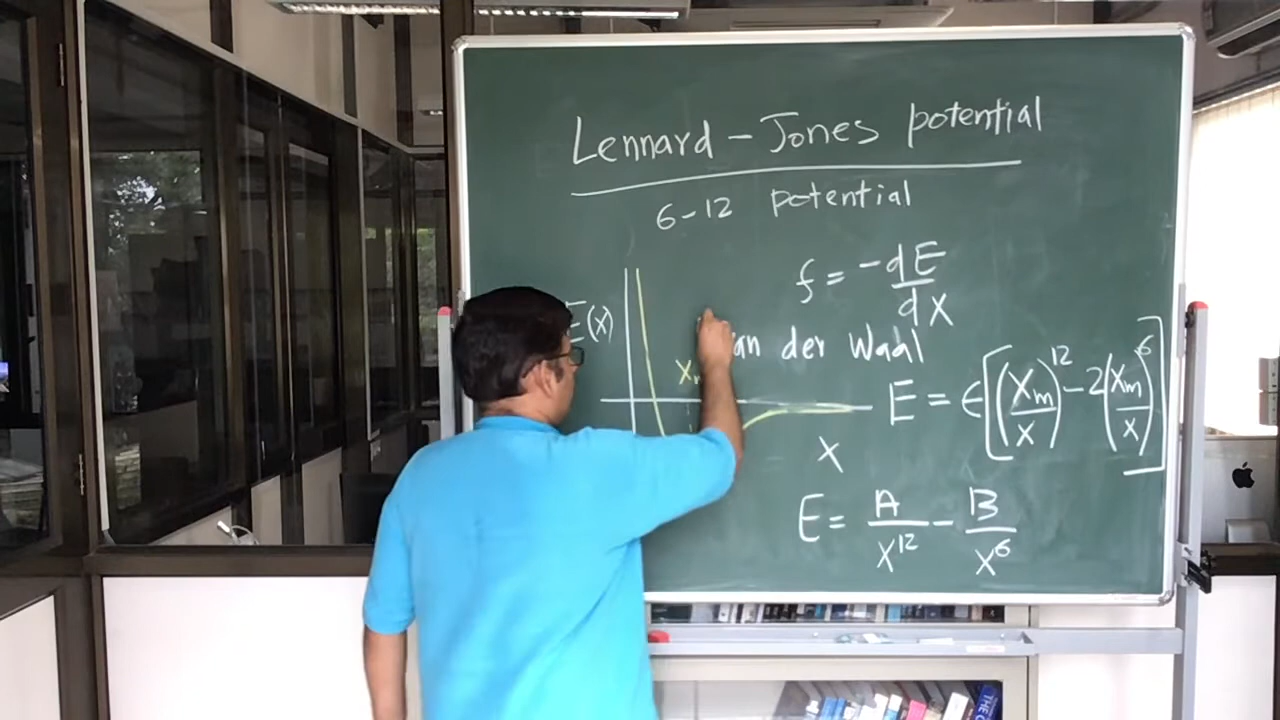 Lennard - Jones potential
6-12 potential
f = -dE/dX
E(x)
an der Waal
E = ϵ[(Xm/x)^12 - 2(Xm/x)^6]
x
E = A/x^12 - B/x^6